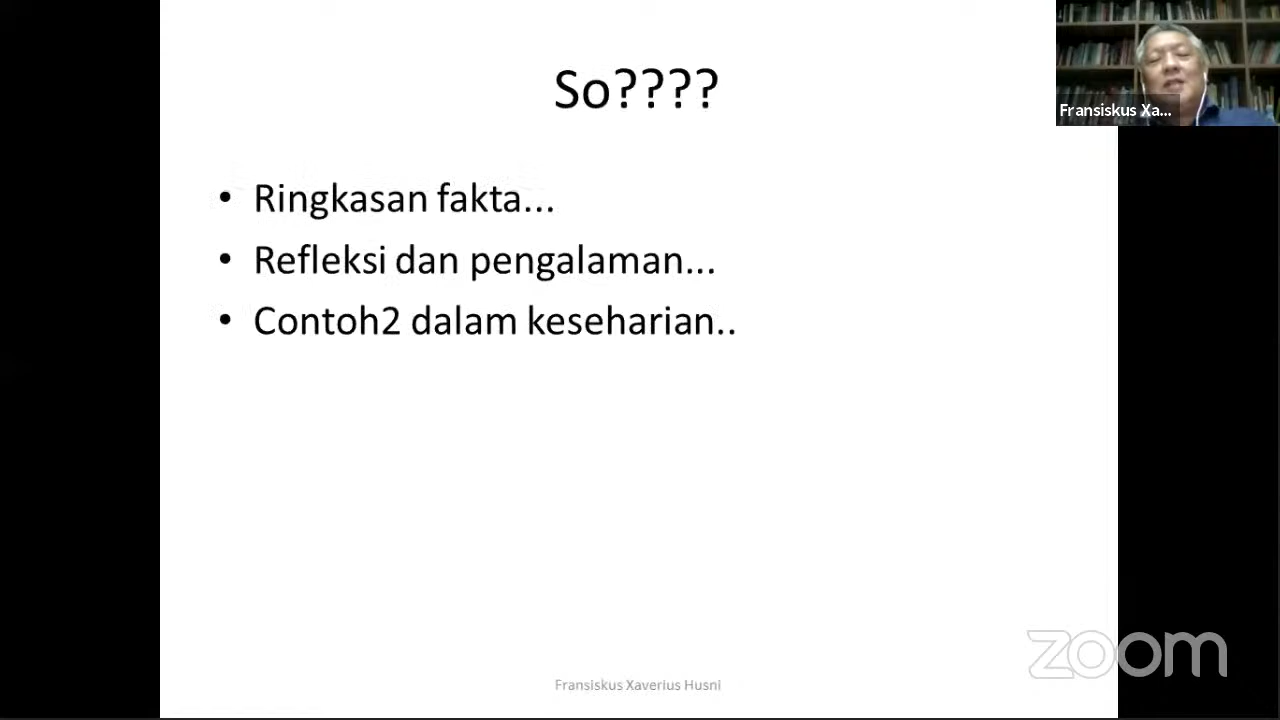 So????
Fransiskus Xa...
• Ringkasan fakta...
• Refleksi dan pengalaman...
• Contoh2 dalam keseharian..
zoom
Fransiskus Xaverius Husni